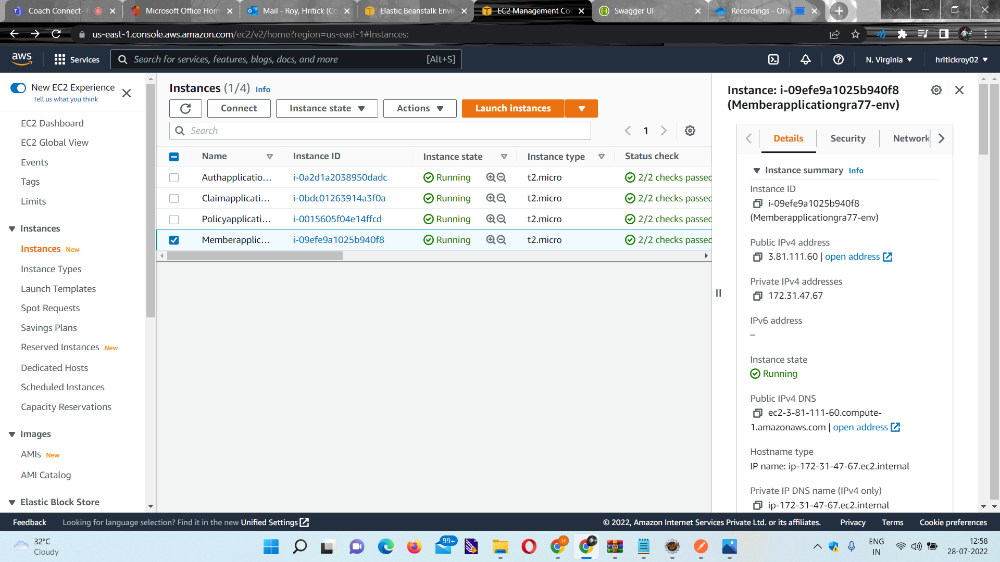 Coach Connect-
Microsoft Office Hom
Mail - Roy, Hritick (Co
Elastic Beanstalk Envir
EC2 Management Co
Swagger UI
Recordings - One
us-east-1.console.aws.amazon.com/ec2/v2/home?region=us-east-1#Instances:
aws
Services
Search for services, features, blogs, docs, and more
[Alt+S]
N. Virginia
hritickroy02
New EC2 Experience
Tell us what you think
EC2 Dashboard
EC2 Global View
Events
Tags
Limits
Instances
Instances New
Instance Types
Launch Templates
Spot Requests
Savings Plans
Reserved Instances New
Dedicated Hosts
Scheduled Instances
Capacity Reservations
Images
AMIs New
AMI Catalog
Elastic Block Store
Instances (1/4) Info
Connect
Instance state
Actions
Launch instances
Search
1
Name Instance ID Instance state Instance type Status check
Authapplicatio... i-0a2d1a2038950dadc Running t2.micro 2/2 checks passed
Claimapplicati... i-0bdc01263914a3f0a Running t2.micro 2/2 checks passed
Policyapplicati... i-0015605f04e14ffcd Running t2.micro 2/2 checks passed
Memberapplic... i-09efe9a1025b940f8 Running t2.micro 2/2 checks passed
Instance: i-09efe9a1025b940f8
(Memberapplicationgra77-env)
Details
Security
Network
Instance summary Info
Instance ID
i-09efe9a1025b940f8
(Memberapplicationgra77-env)
Public IPv4 address
3.81.111.60 | open address
Private IPv4 addresses
172.31.47.67
IPv6 address
–
Instance state
Running
Public IPv4 DNS
ec2-3-81-111-60.compute-
1.amazonaws.com | open address
Hostname type
IP name: ip-172-31-47-67.ec2.internal
Private IP DNS name (IPv4 only)
ip-172-31-47-67.ec2.internal
Feedback
Looking for language selection? Find it in the new Unified Settings
© 2022, Amazon Internet Services Private Ltd. or its affiliates.
Privacy
Terms
Cookie preferences
32°C
Cloudy
99+
H
ENG
IN
12:58
28-07-2022